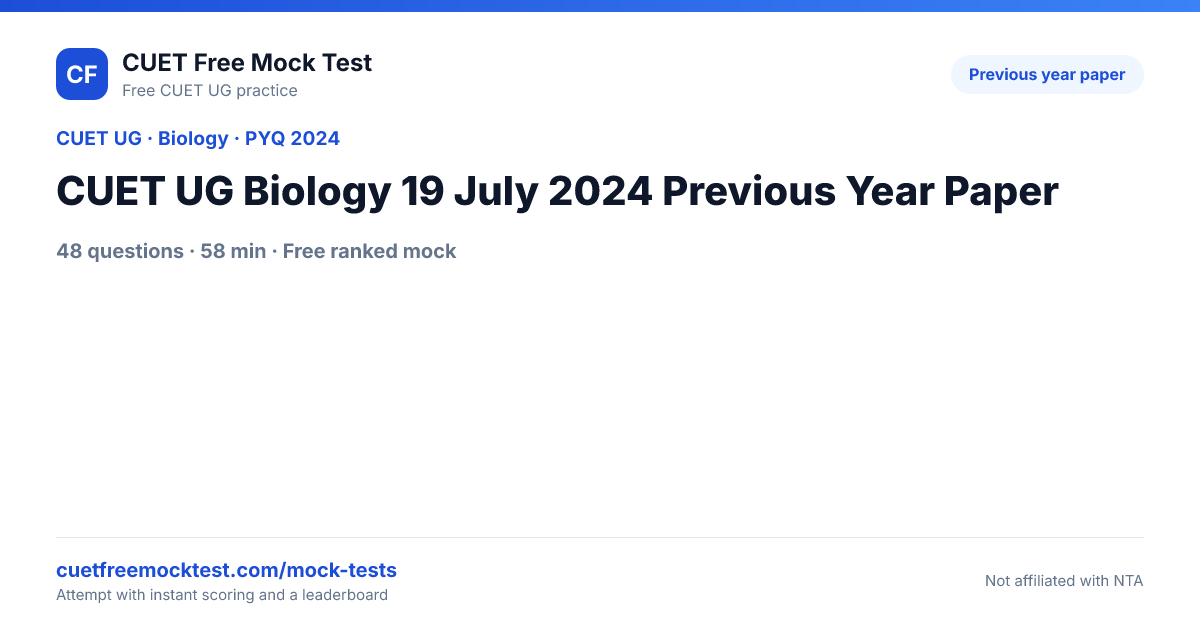 CF
CUET Free Mock Test
Free CUET UG practice
Previous year paper
CUET UG · Biology · PYQ 2024
CUET UG Biology 19 July 2024 Previous Year Paper
48 questions · 58 min · Free ranked mock
cuetfreemocktest.com/mock-tests
Attempt with instant scoring and a leaderboard
Not affiliated with NTA